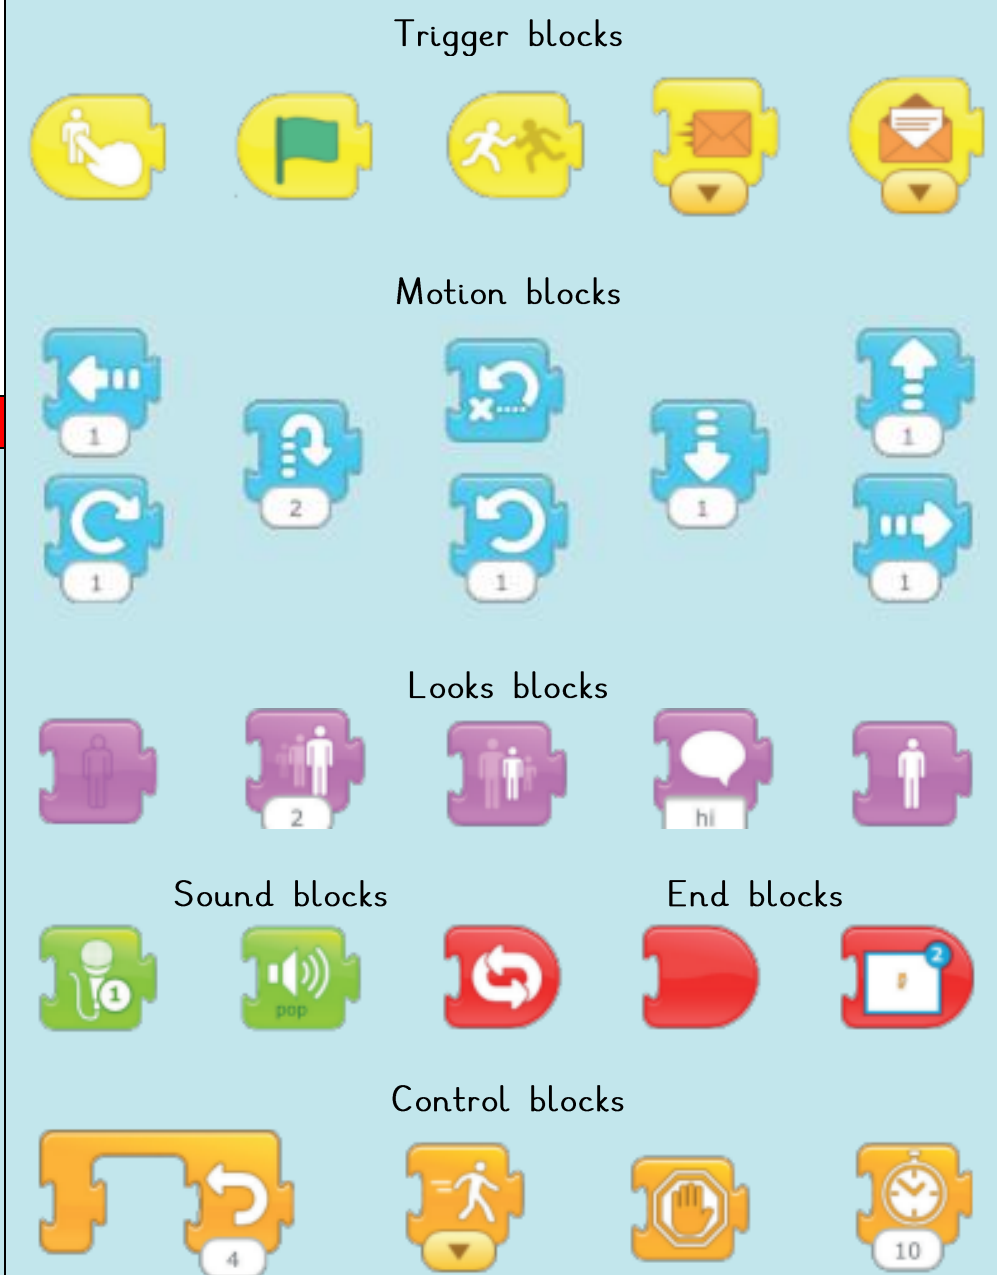 Trigger blocks
Motion blocks
1 2 1 1
1 1 1
Looks blocks
2 hi
Sound blocks End blocks
1 pop 2
Control blocks
4 10